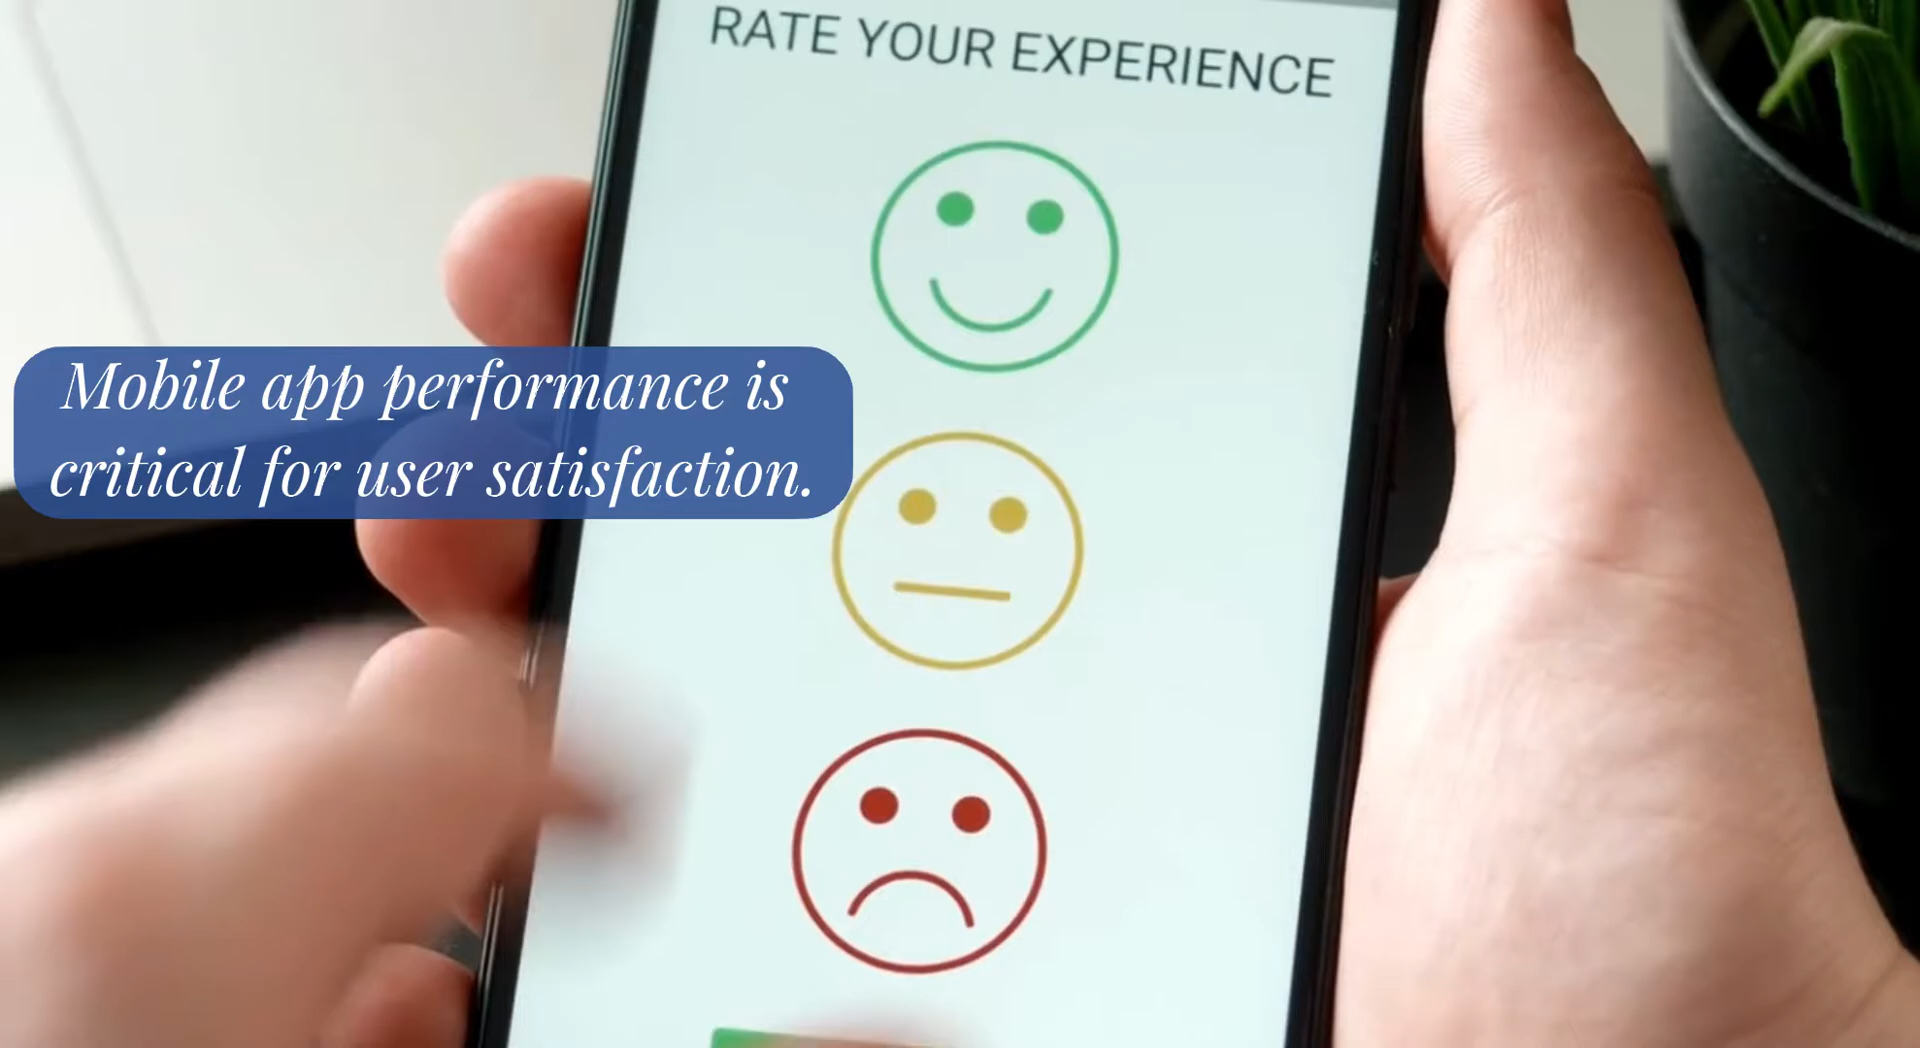 RATE YOUR EXPERIENCE
Mobile app performance is
critical for user satisfaction.